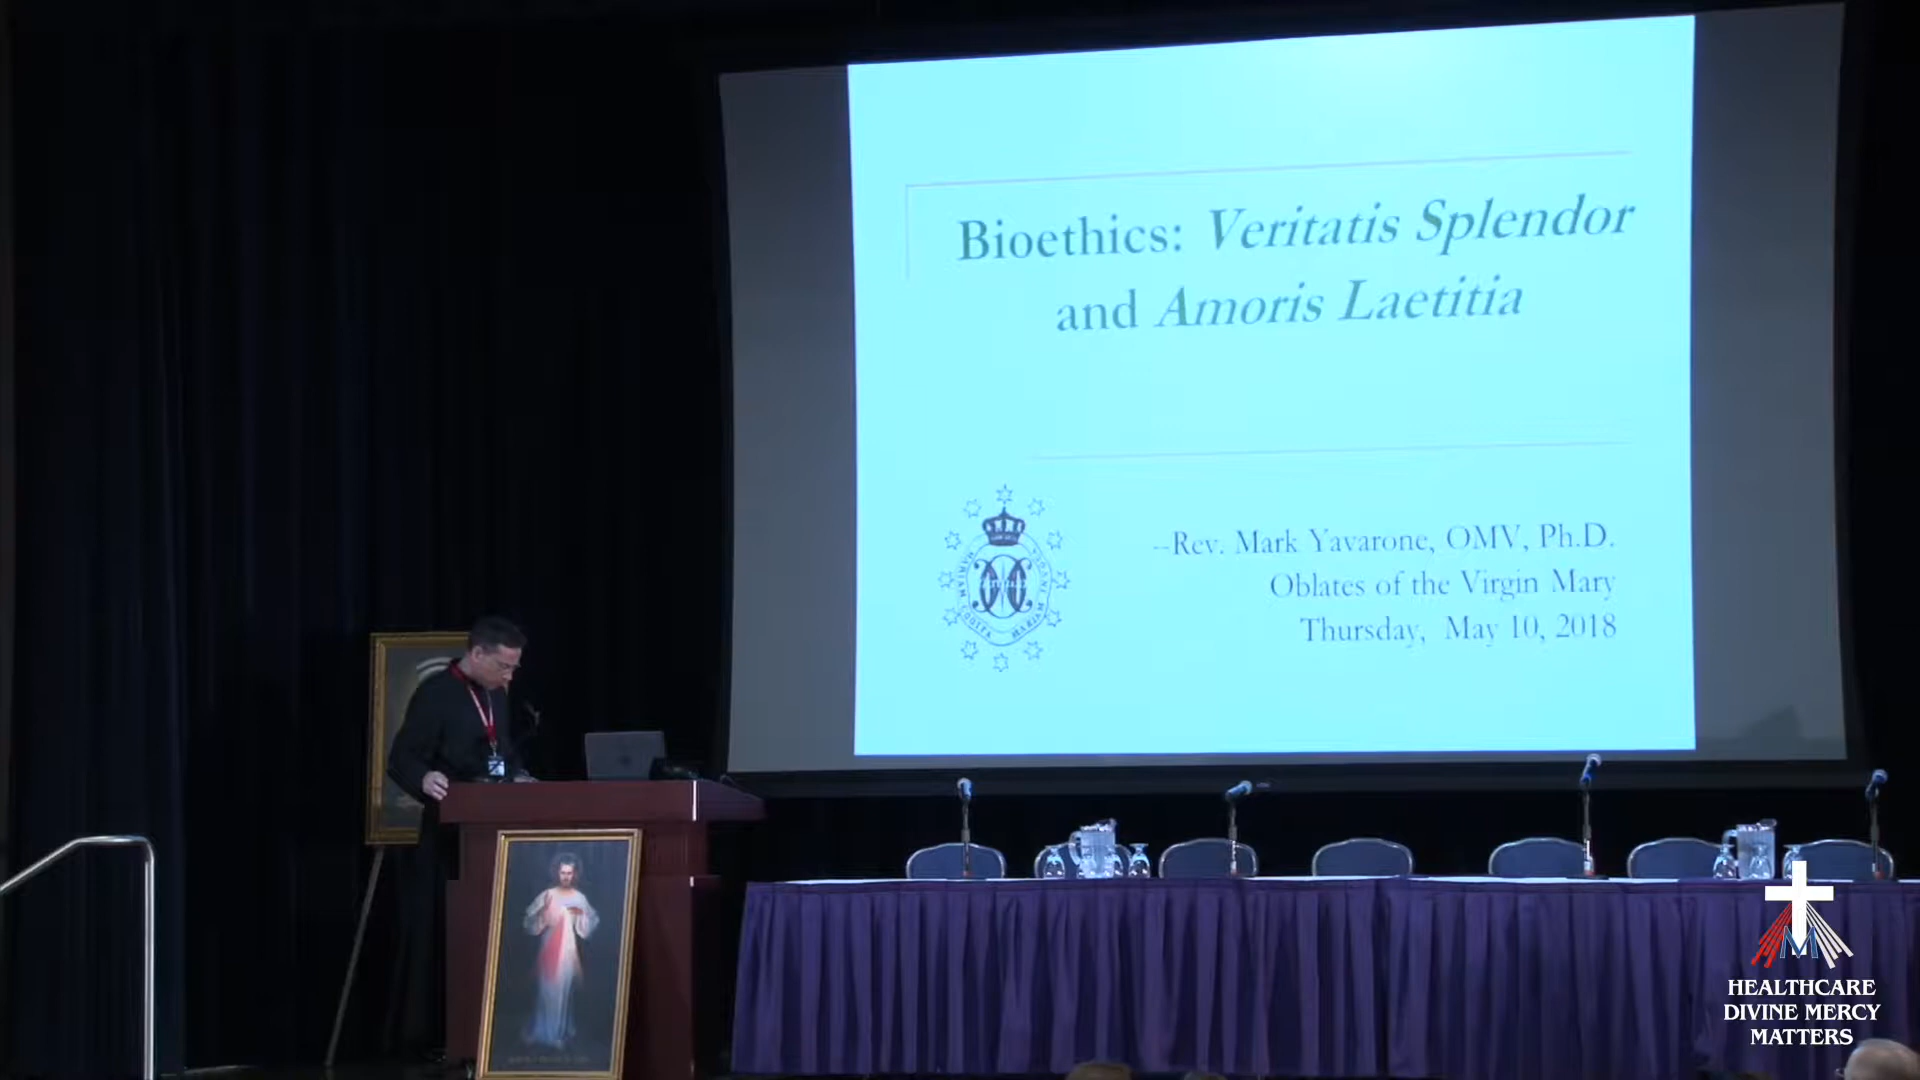 Bioethics: Veritatis Splendor
and Amoris Laetitia
–Rev. Mark Yavarone, OMV, Ph.D.
Oblates of the Virgin Mary
Thursday, May 10, 2018
HEALTHCARE
DIVINE MERCY
MATTERS